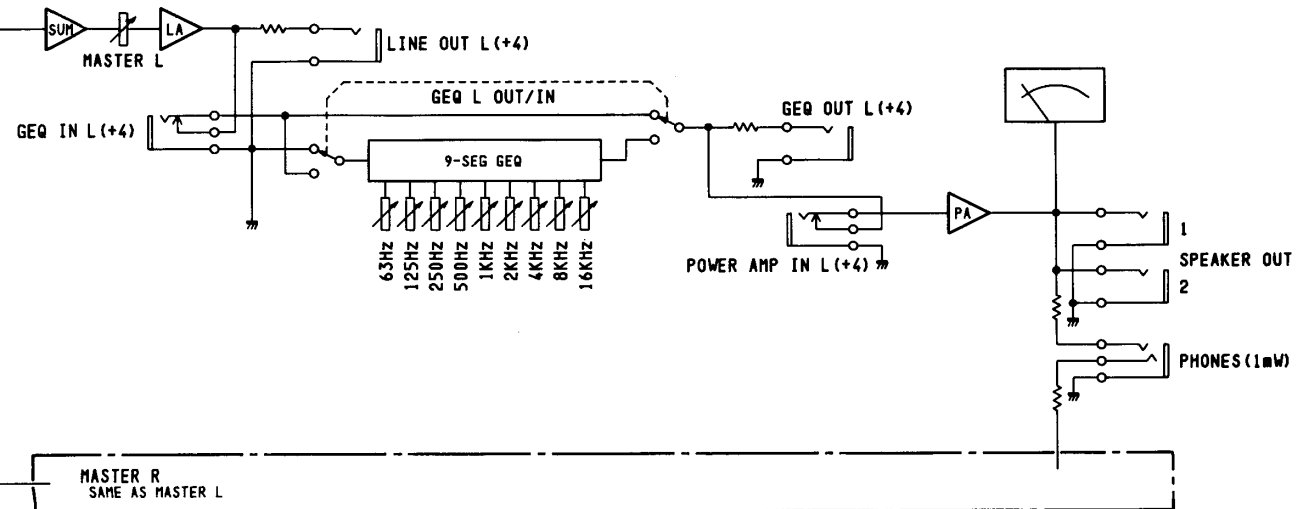 SUM
MASTER L
LA
LINE OUT L(+4)
GEQ IN L(+4)
GEQ L OUT/IN
9-SEG GEQ
63Hz
125Hz
250Hz
500Hz
1KHz
2KHz
4KHz
8KHz
16KHz
GEQ OUT L(+4)
POWER AMP IN L(+4)
PA
1
SPEAKER OUT
2
PHONES(1mW)
MASTER R
SAME AS MASTER L